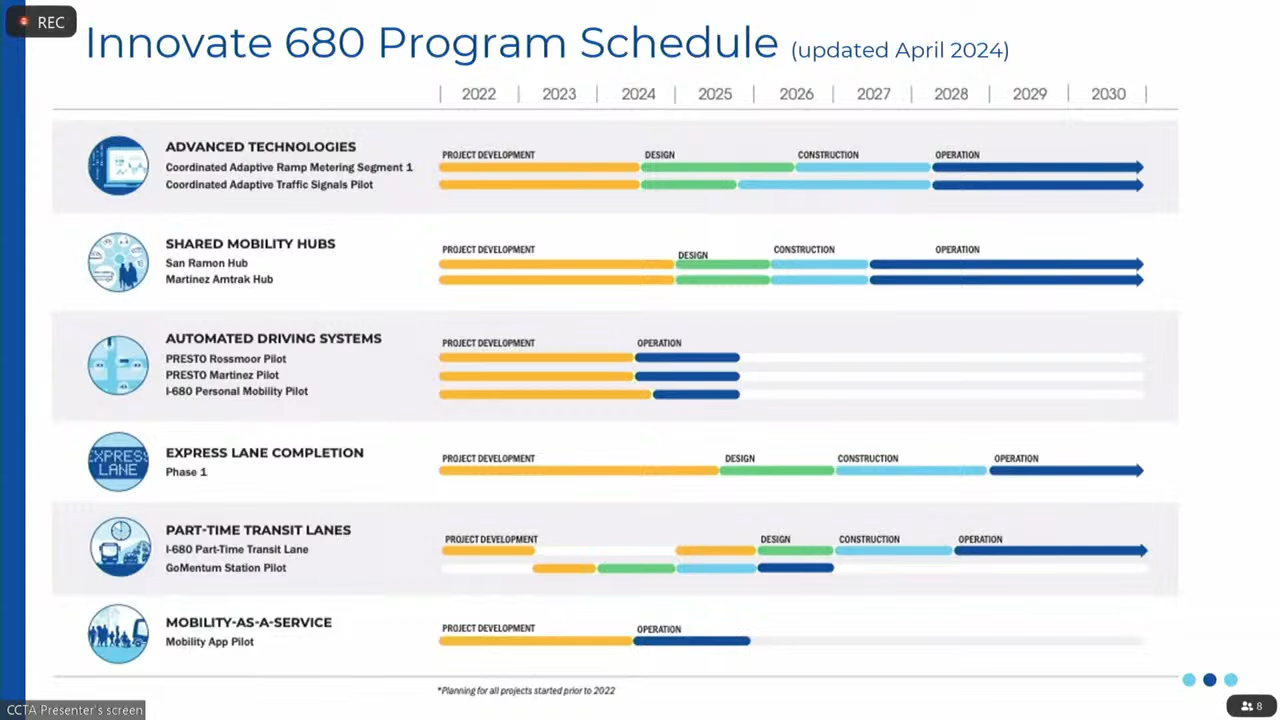 REC
Innovate 680 Program Schedule (updated April 2024)
2022 2023 2024 2025 2026 2027 2028 2029 2030
ADVANCED TECHNOLOGIES
PROJECT DEVELOPMENT DESIGN CONSTRUCTION OPERATION
Coordinated Adaptive Ramp Metering Segment 1
Coordinated Adaptive Traffic Signals Pilot
SHARED MOBILITY HUBS
PROJECT DEVELOPMENT DESIGN CONSTRUCTION OPERATION
San Ramon Hub
Martinez Amtrak Hub
AUTOMATED DRIVING SYSTEMS
PROJECT DEVELOPMENT OPERATION
PRESTO Rossmoor Pilot
PRESTO Martinez Pilot
I-680 Personal Mobility Pilot
EXPRESS LANE
EXPRESS LANE COMPLETION
PROJECT DEVELOPMENT DESIGN CONSTRUCTION OPERATION
Phase 1
PART-TIME TRANSIT LANES
PROJECT DEVELOPMENT DESIGN CONSTRUCTION OPERATION
I-680 Part-Time Transit Lane
GoMentum Station Pilot
MOBILITY-AS-A-SERVICE
PROJECT DEVELOPMENT OPERATION
Mobility App Pilot
*Planning for all projects started prior to 2022
CCTA Presenter's screen
8